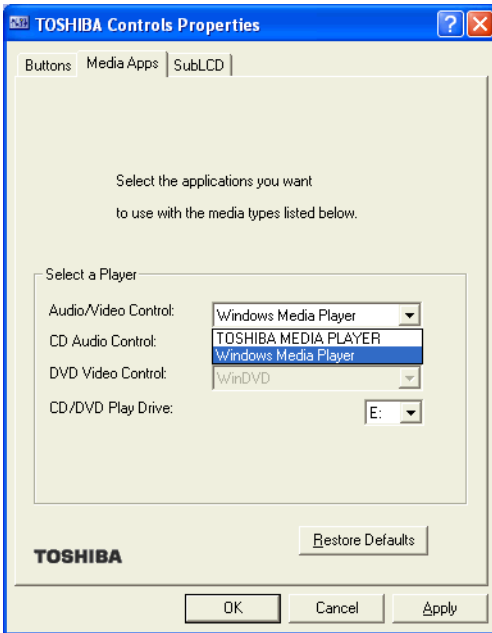 TOSHIBA Controls Properties
Buttons Media Apps SubLCD
Select the applications you want
to use with the media types listed below.
Select a Player
Audio/Video Control: Windows Media Player
CD Audio Control: TOSHIBA MEDIA PLAYER
Windows Media Player
DVD Video Control: WinDVD
CD/DVD Play Drive: E:
Restore Defaults
TOSHIBA
OK Cancel Apply